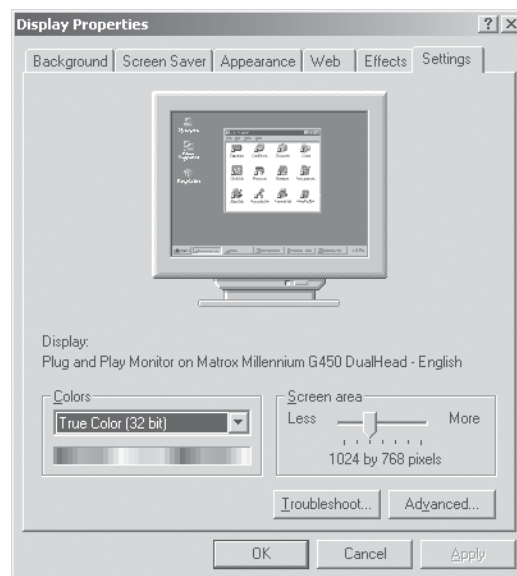 Display Properties
? X
Background Screen Saver Appearance Web Effects Settings
Display:
Plug and Play Monitor on Matrox Millennium G450 DualHead - English
Colors
True Color (32 bit)
Screen area
Less More
1024 by 768 pixels
Troubleshoot... Advanced...
OK Cancel Apply